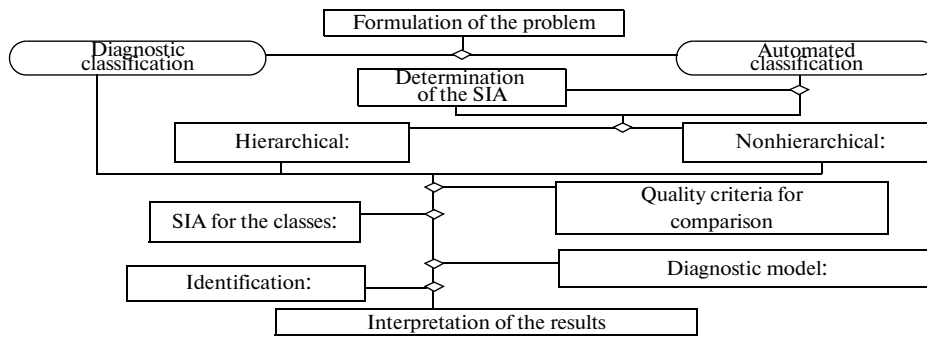 Formulation of the problem
Diagnostic
classification
Automated
classification
Determination
of the SIA
Hierarchical:
Nonhierarchical:
Quality criteria for
comparison
SIA for the classes:
Diagnostic model:
Identification:
Interpretation of the results